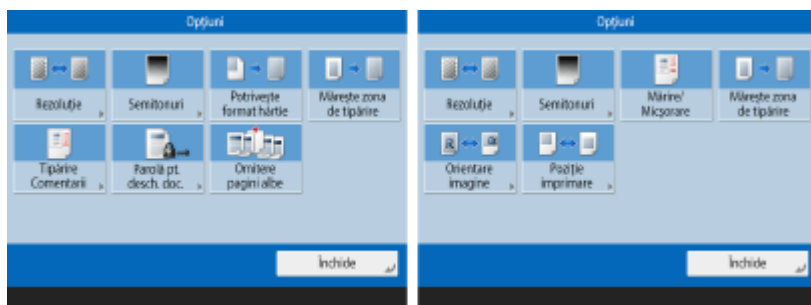 Opțiuni
Rezoluție
Semitonuri
Potrivește
format hârtie
Mărește zona
de tipărire
Tipărire
Comentarii
Parolă pt.
desch. doc.
Omitere
pagini albe
Închide
Opțiuni
Rezoluție
Semitonuri
Mărire/
Micșorare
Mărește zona
de tipărire
Orientare
imagine
Poziție
imprimare
Închide